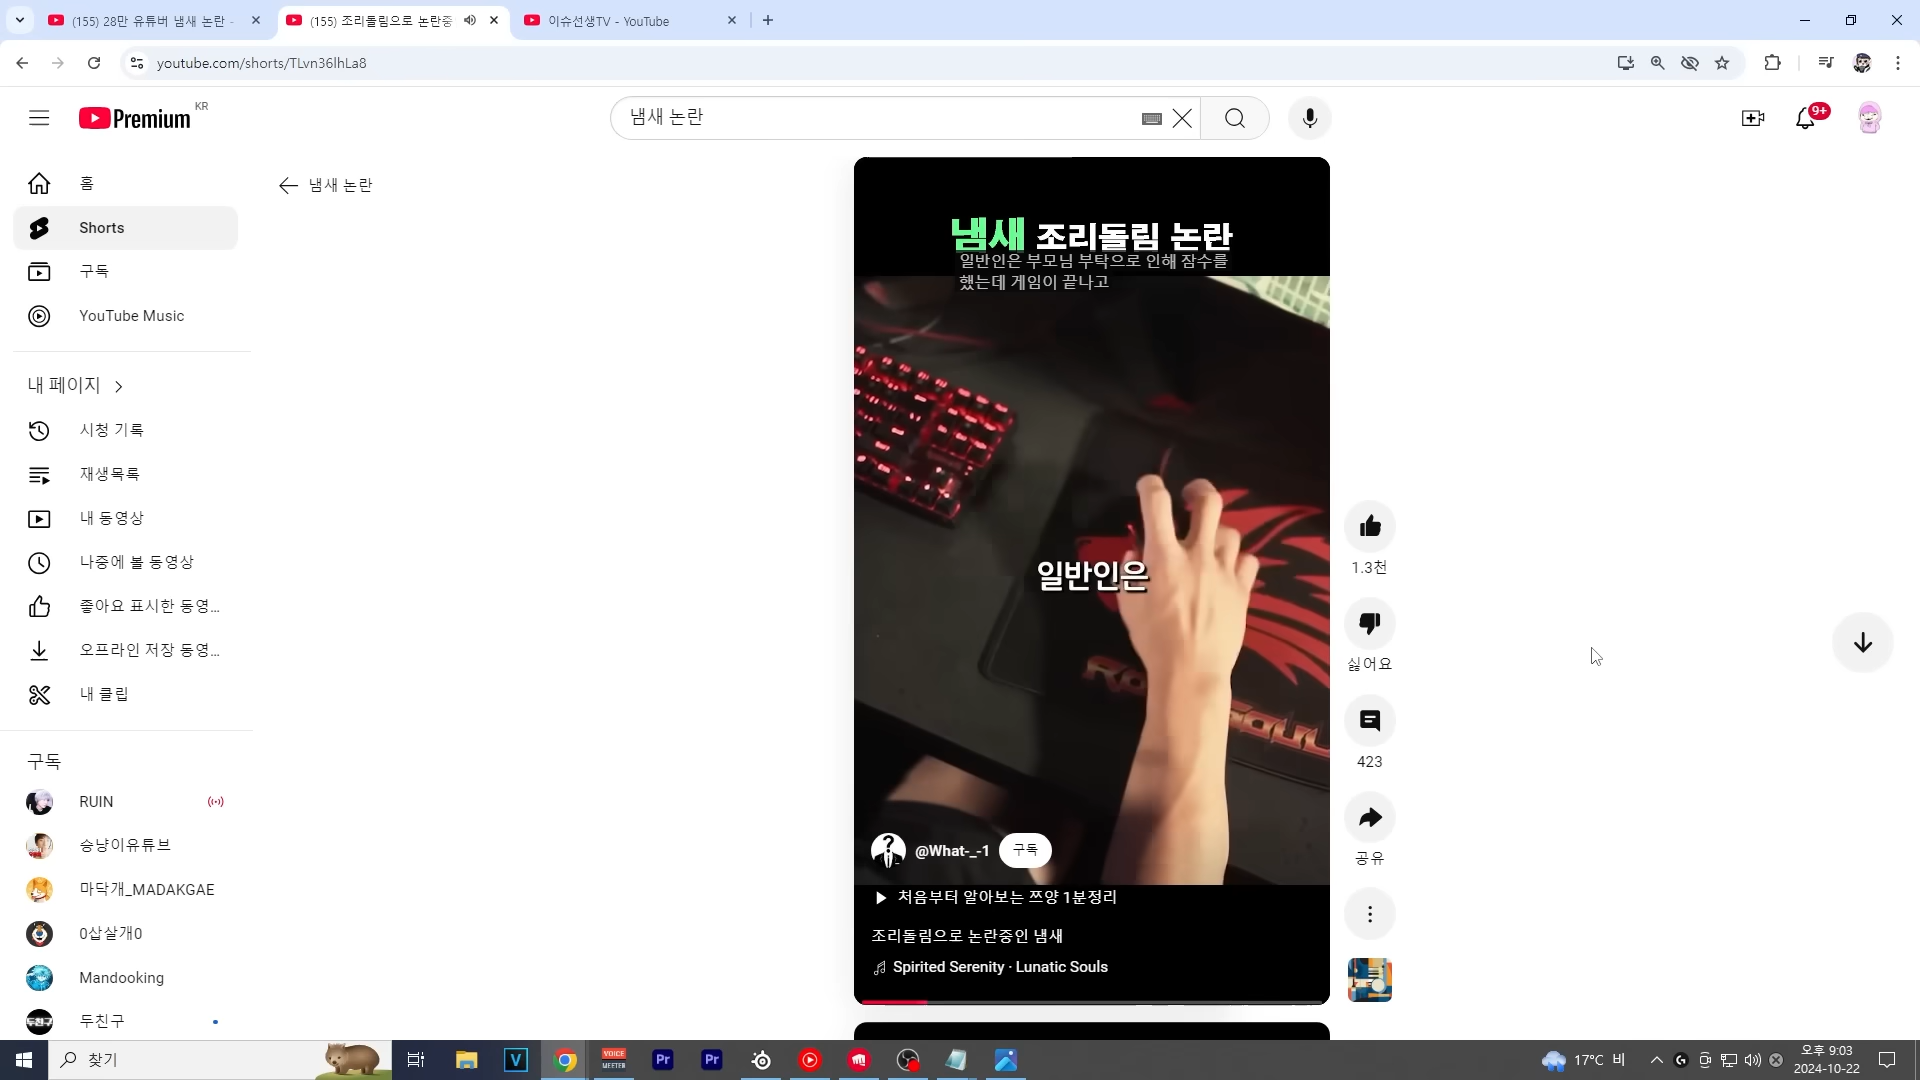 (155) 28만 유튜버 냄새 논란 -
(155) 조리돌림으로 논란중
이슈선생TV - YouTube
youtube.com/shorts/TLvn36lhLa8
Premium KR
냄새 논란
9+
홈
Shorts
구독
YouTube Music
내 페이지
시청 기록
재생목록
내 동영상
나중에 볼 동영상
좋아요 표시한 동영...
오프라인 저장 동영...
내 클립
구독
RUIN
승냥이유튜브
마닥개_MADAKGAE
0삽살개0
Mandooking
두친구
냄새 논란
냄새 조리돌림 논란
일반인은 부모님 부탁으로 인해 잠수를
했는데 게임이 끝나고
일반인은
@What-_-1 구독
처음부터 알아보는 쯔양 1분정리
조리돌림으로 논란중인 냄새
Spirited Serenity · Lunatic Souls
1.3천
싫어요
423
공유
찾기
VOICE
MEETER
Pr
Pr
17°C 비
오후 9:03
2024-10-22